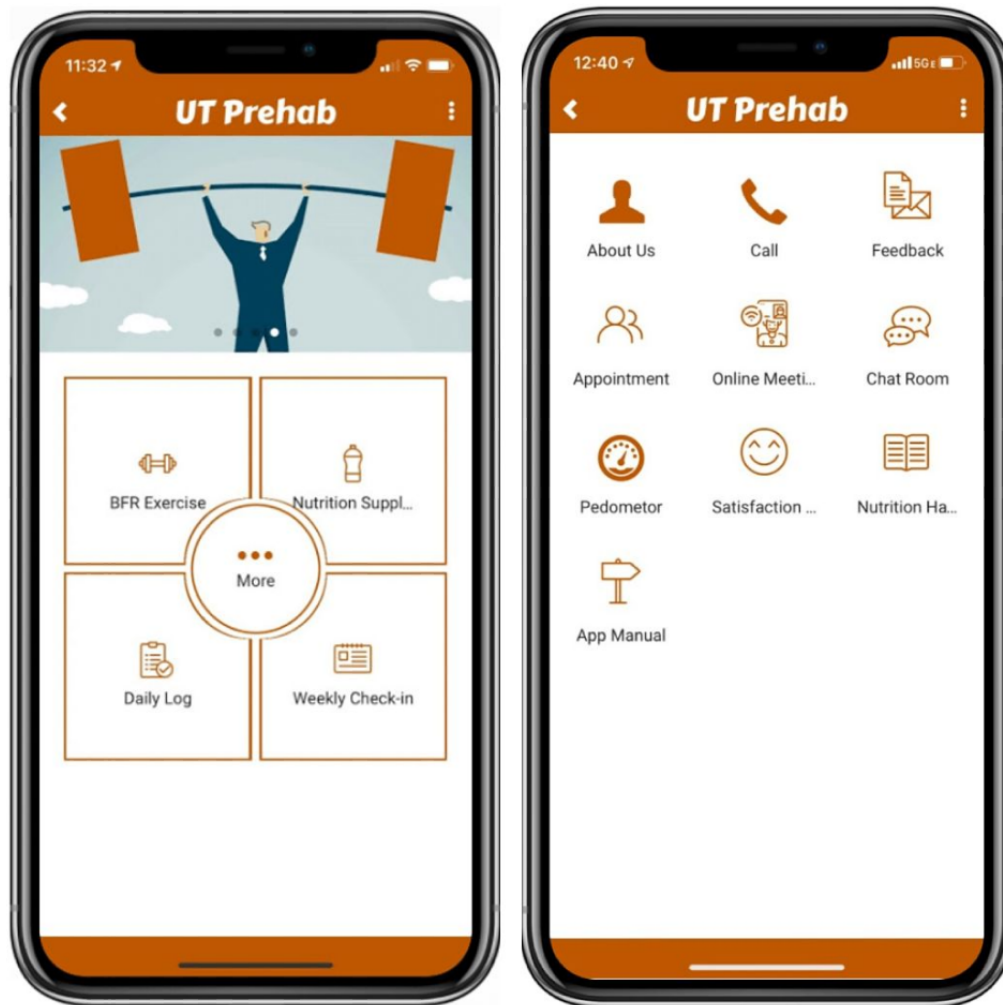 11:32
UT Prehab
BFR Exercise
Nutrition Suppl...
More
Daily Log
Weekly Check-in
12:40
5G E
UT Prehab
About Us
Call
Feedback
Appointment
Online Meeti...
Chat Room
Pedometor
Satisfaction ...
Nutrition Ha...
App Manual